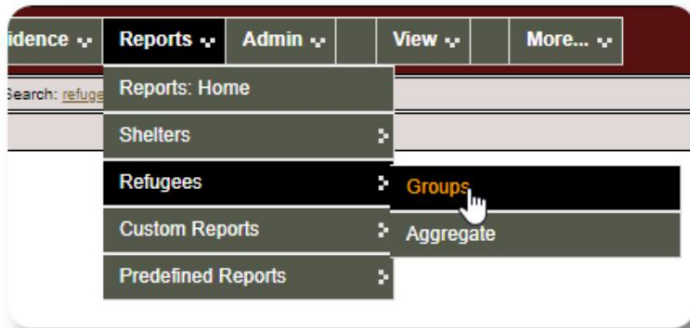 idence Reports Admin View More...
Search: refuge
Reports: Home
Shelters
Refugees
Groups
Custom Reports
Aggregate
Predefined Reports